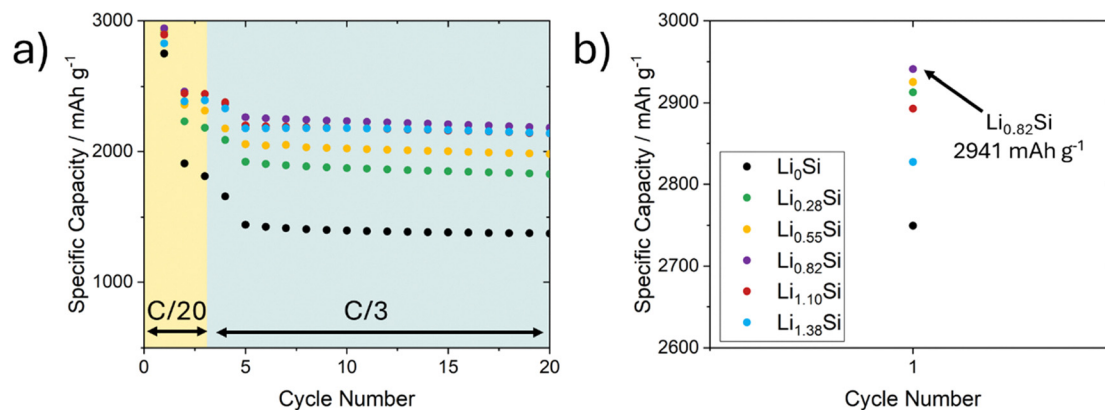 a)
Specific Capacity / mAh g⁻¹
3000
2000
1000
C/20
C/3
0
5
10
15
20
Cycle Number
b)
Specific Capacity / mAh g⁻¹
3000
2900
2800
2700
2600
Li₀.₈₂Si
2941 mAh g⁻¹
Li₀Si
Li₀.₂₈Si
Li₀.₅₅Si
Li₀.₈₂Si
Li₁.₁₀Si
Li₁.₃₈Si
1
Cycle Number